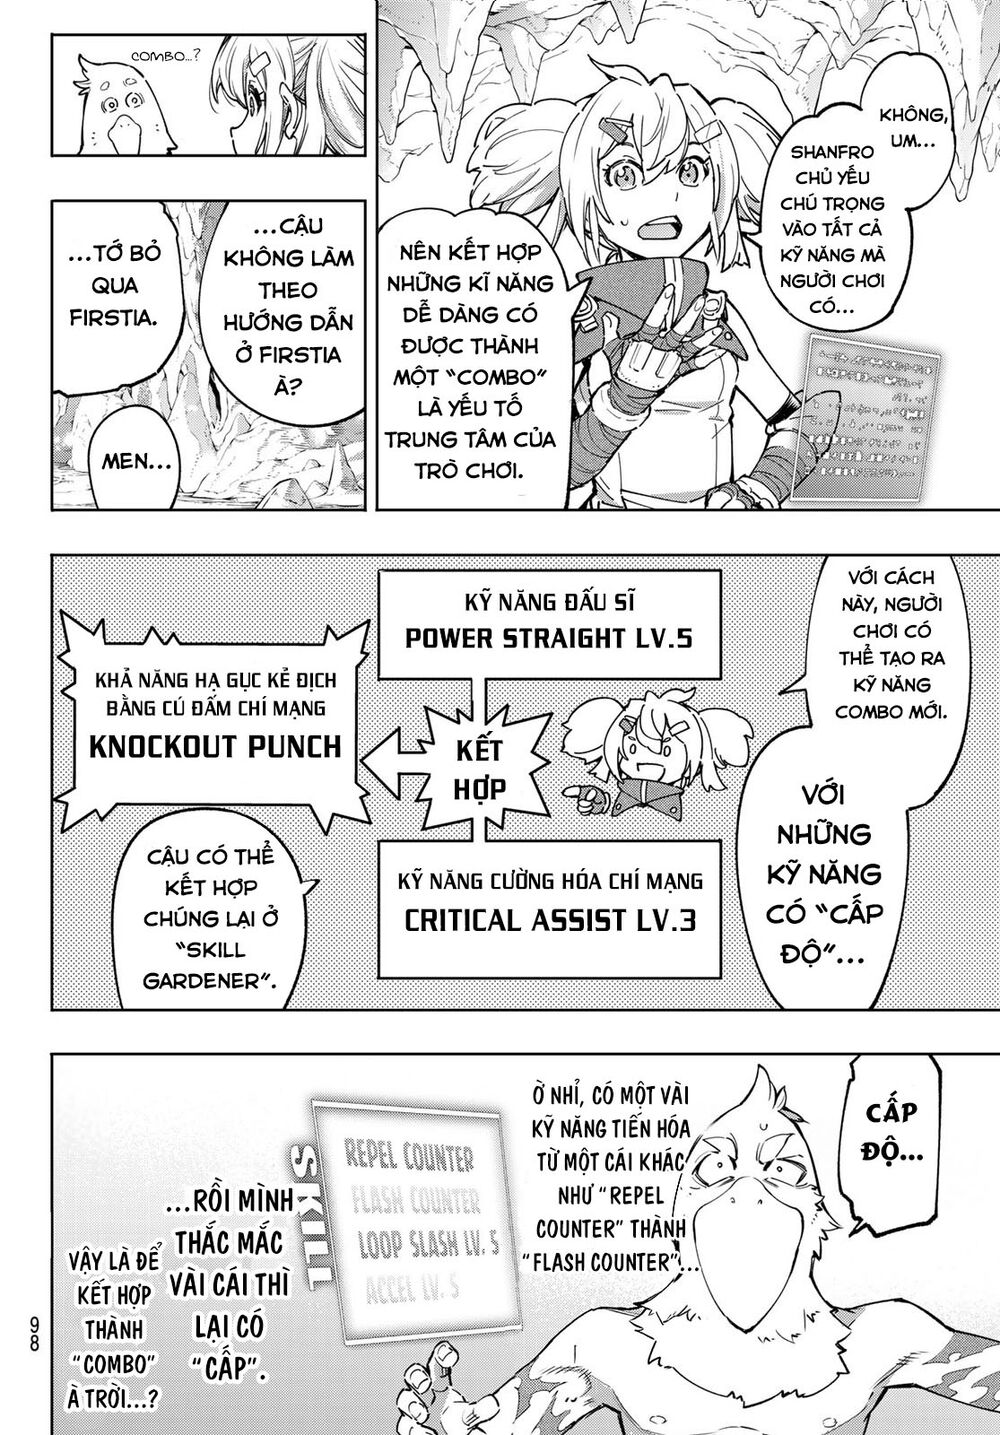 KHÔNG,
UM...
SHANFRO
CHỦ YẾU
CHÚ TRỌNG
VÀO TẤT CẢ
KỸ NĂNG MÀ
NGƯỜI CHƠI
CÓ...
NÊN KẾT HỢP
NHỮNG KĨ NĂNG
DỄ DÀNG CÓ
ĐƯỢC THÀNH
MỘT "COMBO"
LÀ YẾU TỐ
TRUNG TÂM CỦA
TRÒ CHƠI.
COMBO...?
...CẬU
KHÔNG LÀM
THEO
HƯỚNG DẪN
Ở FIRSTIA
À?
...TỚ BỎ
QUA
FIRSTIA.
MEN...
VỚI CÁCH
NÀY, NGƯỜI
CHƠI CÓ
THỂ TẠO RA
KỸ NĂNG
COMBO MỚI.
VỚI
NHỮNG
KỸ NĂNG
CÓ "CẤP
ĐỘ"...
KỸ NĂNG ĐẤU SĨ
POWER STRAIGHT LV.5
KẾT
HỢP
KỸ NĂNG CƯỜNG HÓA CHÍ MẠNG
CRITICAL ASSIST LV.3
KHẢ NĂNG HẠ GỤC KẺ ĐỊCH
BẰNG CÚ ĐẤM CHÍ MẠNG
KNOCKOUT PUNCH
CẬU CÓ THỂ
KẾT HỢP
CHÚNG LẠI Ở
"SKILL
GARDENER".
CẤP
ĐỘ...
Ở NHỈ, CÓ MỘT VÀI
KỸ NĂNG TIẾN HÓA
TỪ MỘT CÁI KHÁC
NHƯ "REPEL
COUNTER" THÀNH
"FLASH COUNTER"...
SKILL
REPEL COUNTER
FLASH COUNTER
LOOP SLASH LV. 5
ACCEL LV. 5
...RỒI MÌNH
THẮC MẮC
VÀI CÁI THÌ
LẠI CÓ
"CẤP".
VẬY LÀ ĐỂ
KẾT HỢP
THÀNH
"COMBO"
À TRỜI...?
98